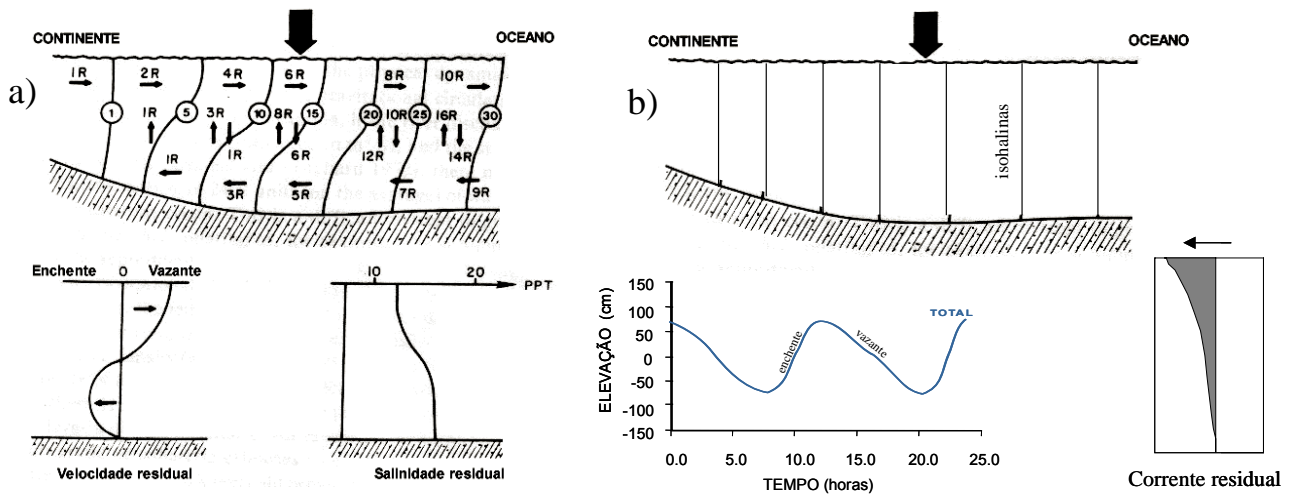 a)
CONTINENTE
OCEANO
1R 2R 4R 6R 8R 10R
1 1R 5 3R 10 8R 15 20 10R 25 16R 30
1R 1R 6R 12R 14R
3R 5R 7R 9R
Enchente 0 Vazante
Velocidade residual
10 20 PPT
Salinidade residual
b)
CONTINENTE
OCEANO
isohalinas
ELEVAÇÃO (cm)
150
100
50
0
-50
-100
-150
enchente
vazante
TOTAL
0.0 5.0 10.0 15.0 20.0 25.0
TEMPO (horas)
Corrente residual